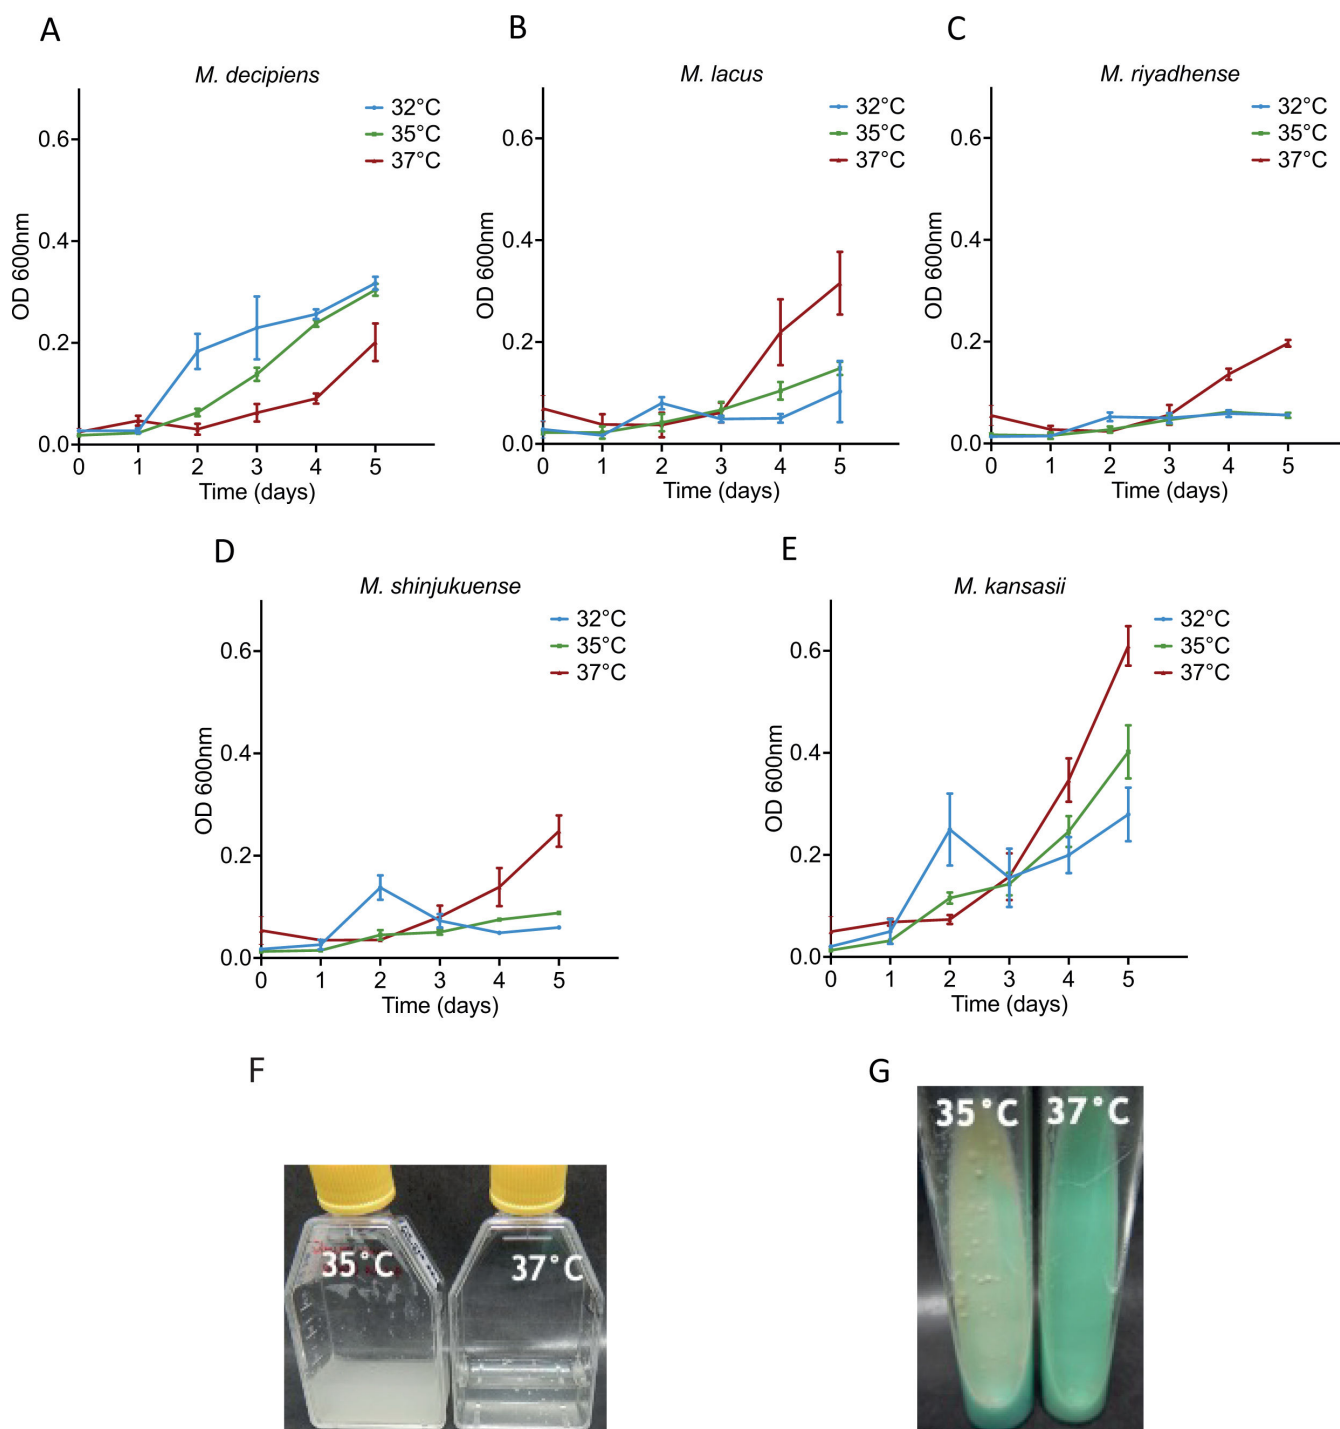 A
M. decipiens
32°C
35°C
37°C
0.6
0.4
0.2
0.0
OD 600nm
0 1 2 3 4 5
Time (days)
B
M. lacus
32°C
35°C
37°C
0.6
0.4
0.2
0.0
OD 600nm
0 1 2 3 4 5
Time (days)
C
M. riyadhense
32°C
35°C
37°C
0.6
0.4
0.2
0.0
OD 600nm
0 1 2 3 4 5
Time (days)
D
M. shinjukuense
32°C
35°C
37°C
0.6
0.4
0.2
0.0
OD 600nm
0 1 2 3 4 5
Time (days)
E
M. kansasii
32°C
35°C
37°C
0.6
0.4
0.2
0.0
OD 600nm
0 1 2 3 4 5
Time (days)
F
35°C 37°C
G
35°C 37°C